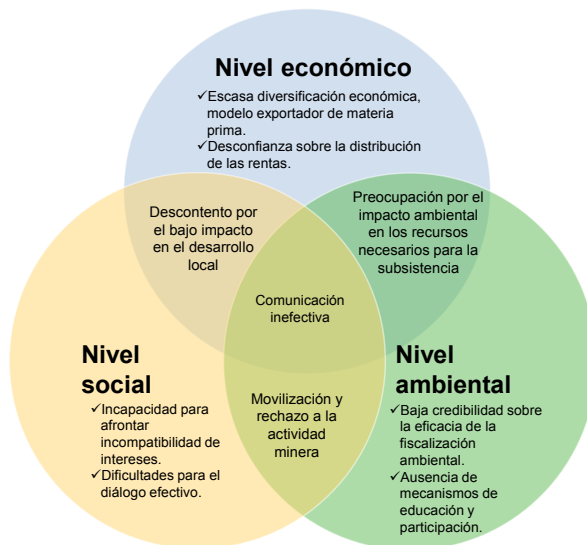 Nivel económico
✓Escasa diversificación económica,
modelo exportador de materia
prima.
✓Desconfianza sobre la distribución
de las rentas.
Descontento por
el bajo impacto
en el desarrollo
local
Preocupación por el
impacto ambiental
en los recursos
necesarios para la
subsistencia
Comunicación
inefectiva
Nivel
social
✓Incapacidad para
afrontar
incompatibilidad de
intereses.
✓Dificultades para el
diálogo efectivo.
Movilización y
rechazo a la
actividad
minera
Nivel
ambiental
✓Baja credibilidad sobre
la eficacia de la
fiscalización
ambiental.
✓Ausencia de
mecanismos de
educación y
participación.